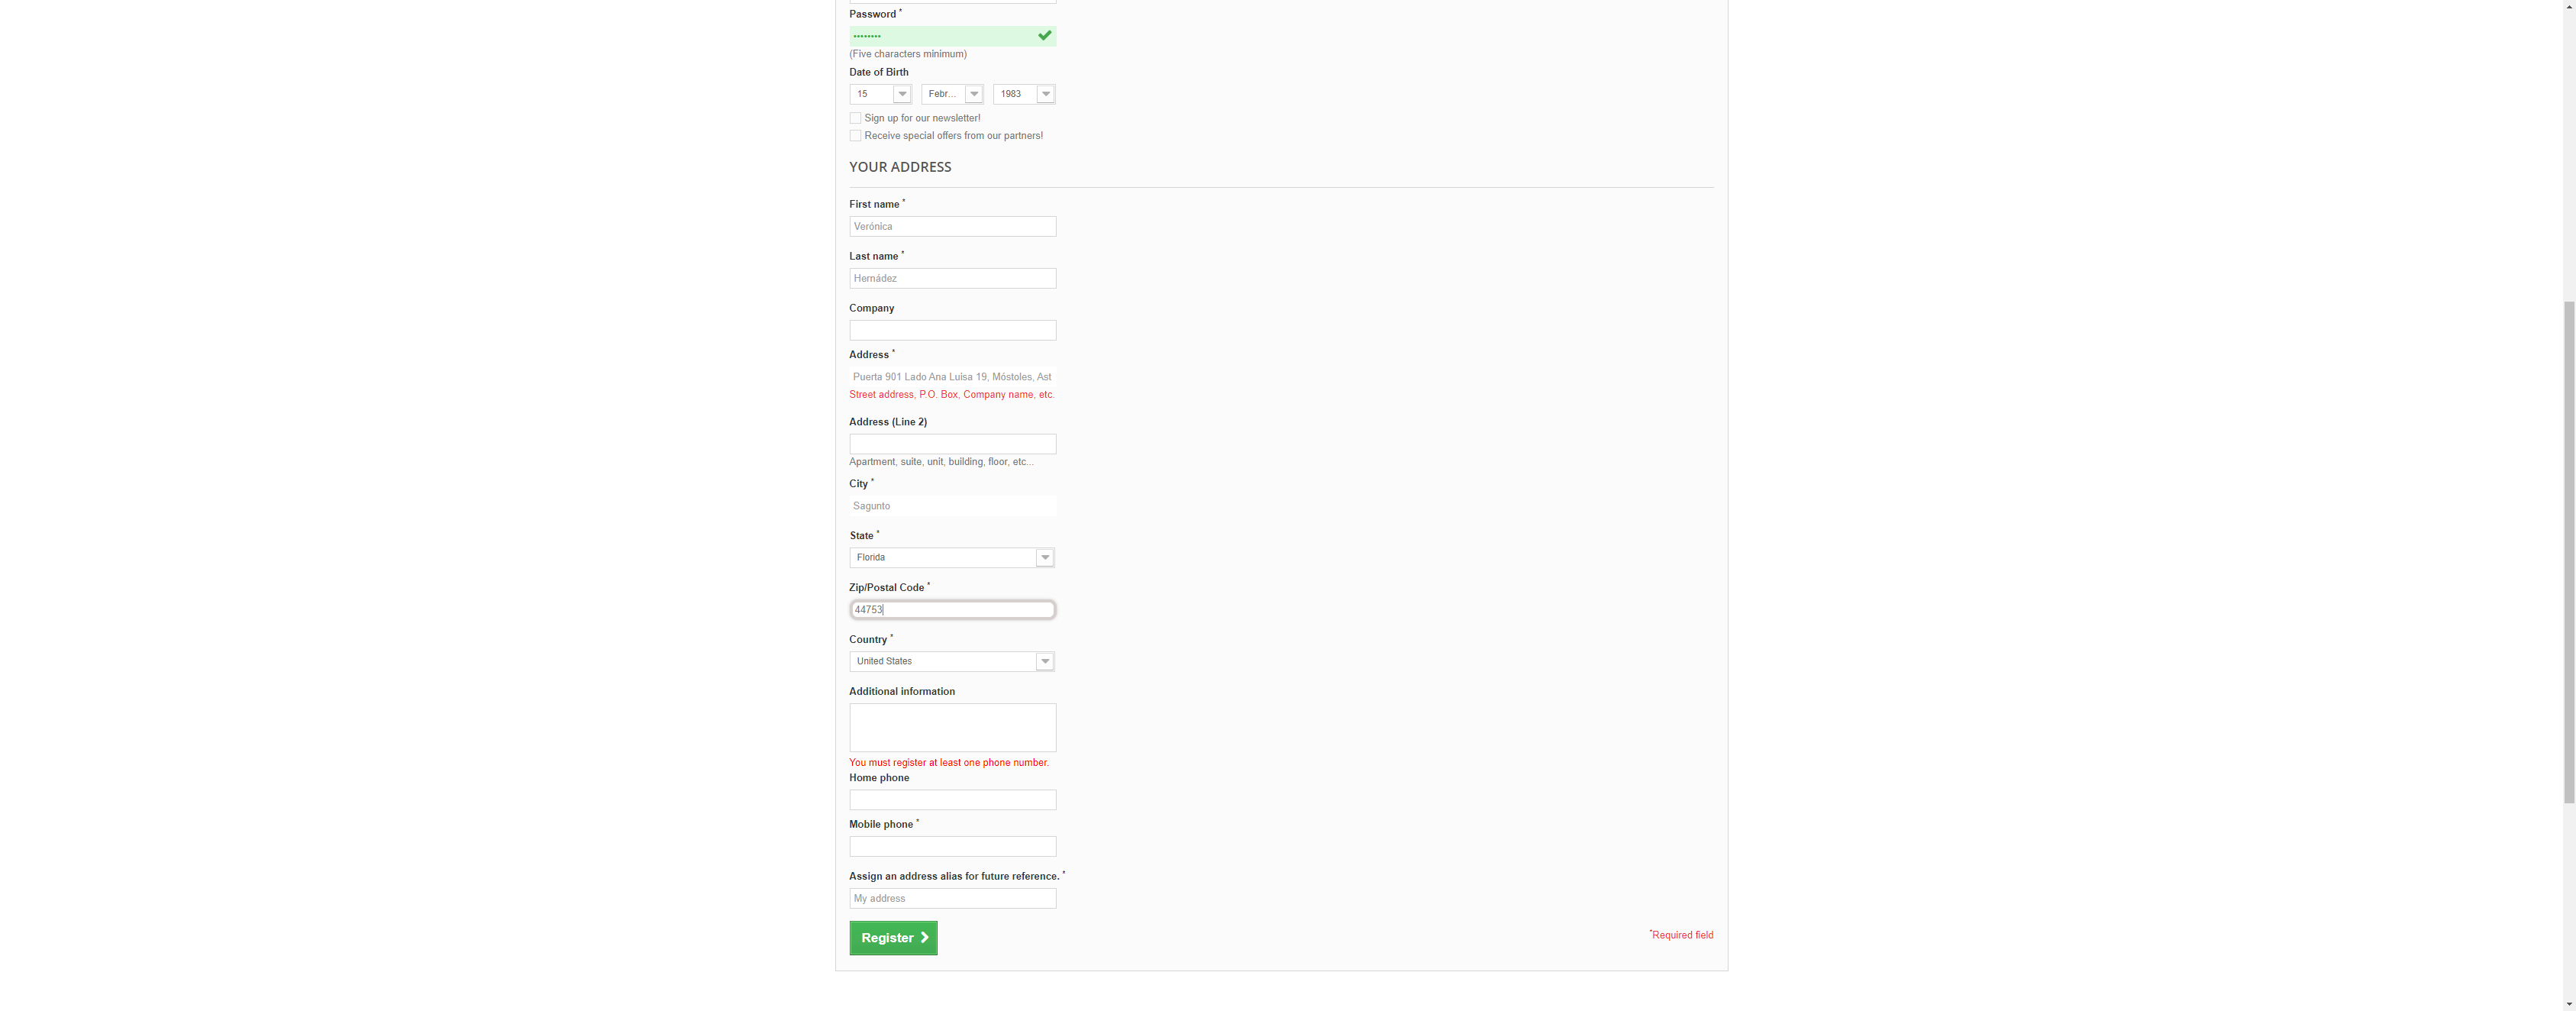 Password *
••••••••
(Five characters minimum)
Date of Birth
15 Febr... 1983
Sign up for our newsletter!
Receive special offers from our partners!
YOUR ADDRESS
First name *
Verónica
Last name *
Hernádez
Company
Address *
Puerta 901 Lado Ana Luisa 19, Móstoles, Ast
Street address, P.O. Box, Company name, etc.
Address (Line 2)
Apartment, suite, unit, building, floor, etc...
City *
Sagunto
State *
Florida
Zip/Postal Code *
44753
Country *
United States
Additional information
You must register at least one phone number.
Home phone
Mobile phone *
Assign an address alias for future reference. *
My address
Register
*Required field